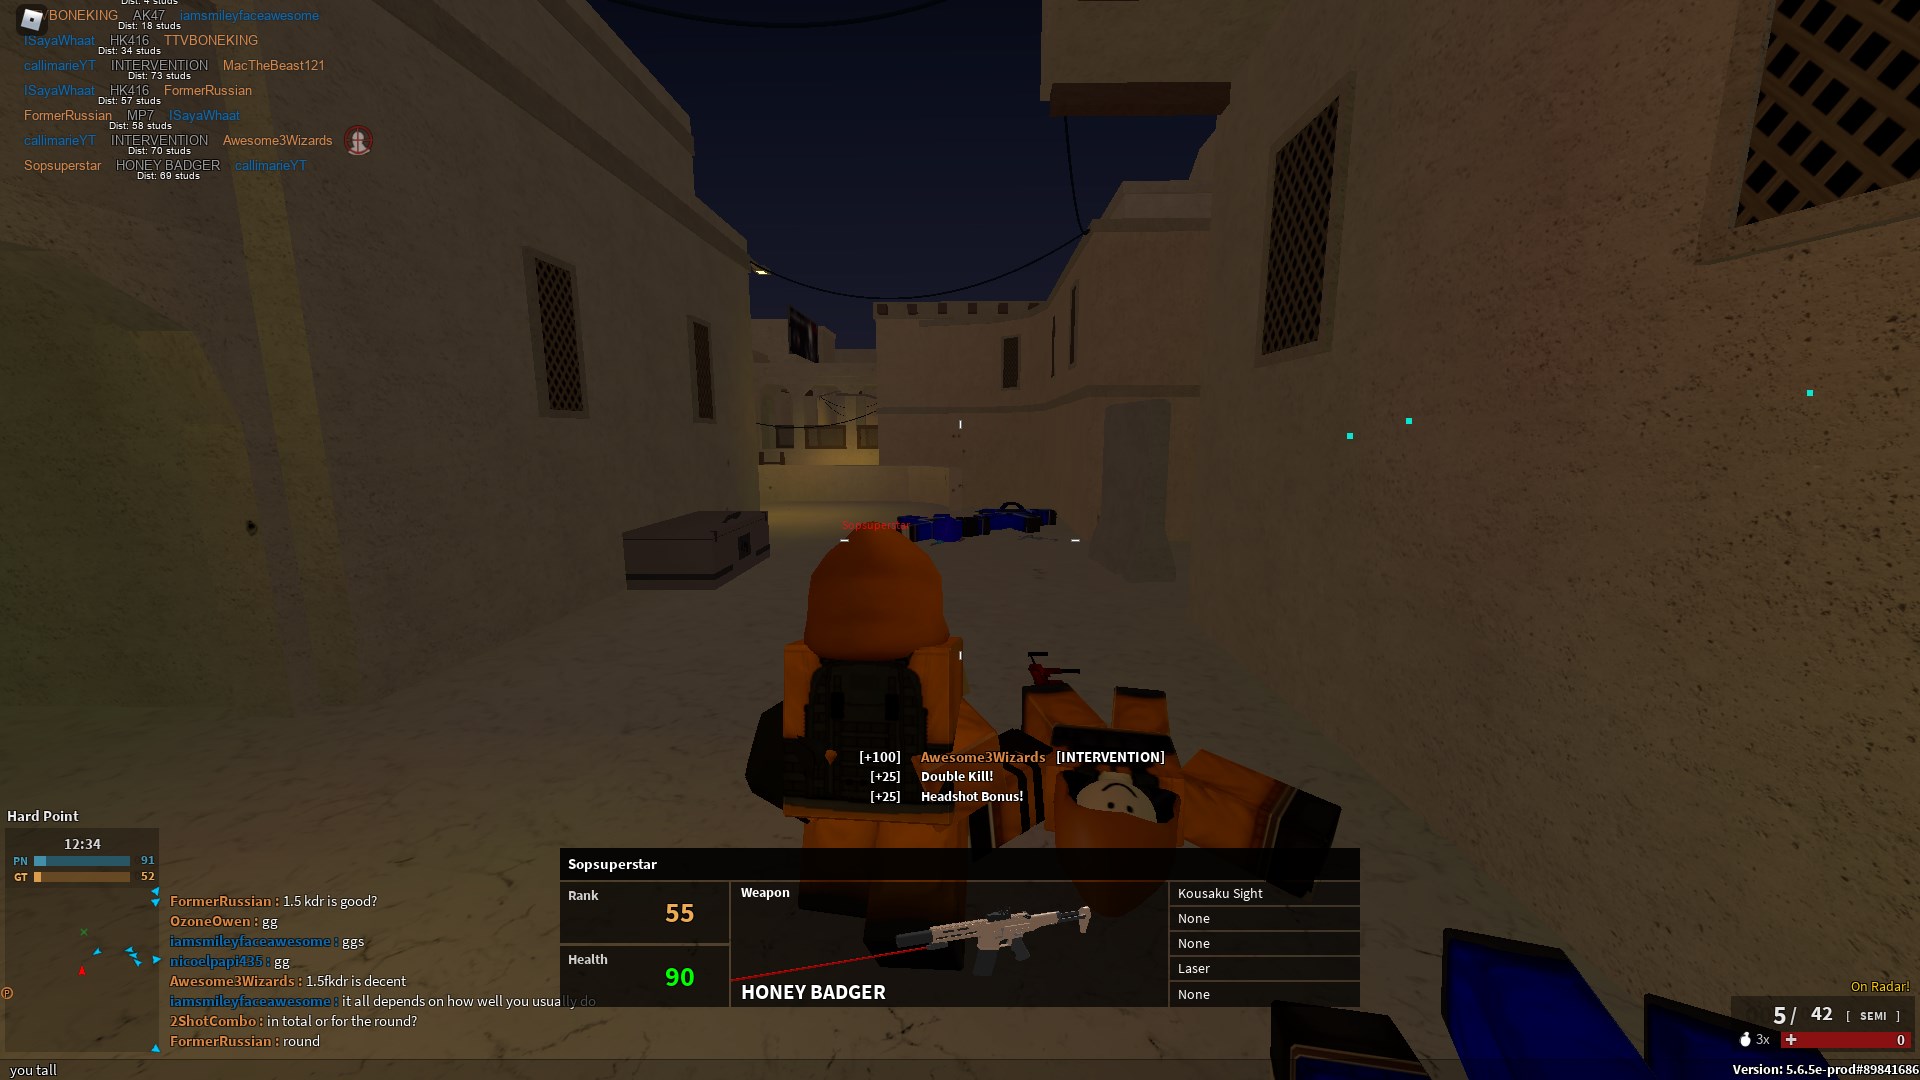 Dist: 4 studs
BONEKING AK47 iamsmileyfaceawesome
Dist: 18 studs
ISayaWhaat HK416 TTVBONEKING
Dist: 34 studs
callimarieYT INTERVENTION MacTheBeast121
Dist: 73 studs
ISayaWhaat HK416 FormerRussian
Dist: 57 studs
FormerRussian MP7 ISayaWhaat
Dist: 58 studs
callimarieYT INTERVENTION Awesome3Wizards
Dist: 70 studs
Sopsuperstar HONEY BADGER callimarieYT
Dist: 69 studs
Sopsuperstar
[+100] Awesome3Wizards [INTERVENTION]
[+25] Double Kill!
[+25] Headshot Bonus!
Hard Point
12:34
PN 91
GT 52
FormerRussian : 1.5 kdr is good?
OzoneOwen : gg
iamsmileyfaceawesome : ggs
nicoelpapi435 : gg
Awesome3Wizards : 1.5fkdr is decent
iamsmileyfaceawesome : it all depends on how well you usually do
2ShotCombo : in total or for the round?
FormerRussian : round
you tall
Sopsuperstar
Rank
55
Health
90
Weapon
HONEY BADGER
Kousaku Sight
None
None
Laser
None
On Radar!
5 / 42 [ SEMI ]
3x 0
Version: 5.6.5e-prod#89841686